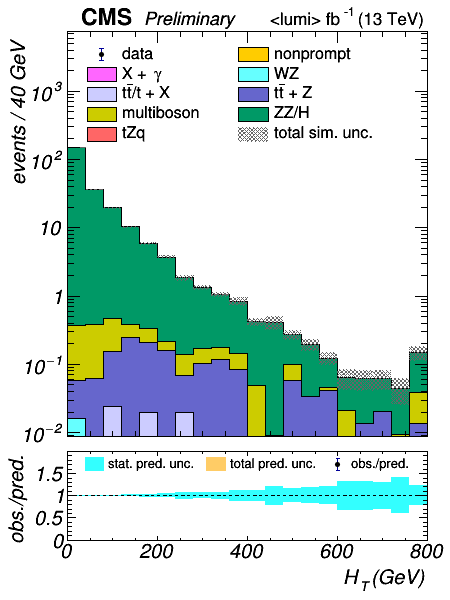 CMS Preliminary <lumi> fb⁻¹ (13 TeV)
events / 40 GeV
data
nonprompt
X + γ
WZ
tt̄/t + X
tt̄ + Z
multiboson
ZZ/H
tZq
total sim. unc.
10³
10²
10
1
10⁻¹
10⁻²
obs./pred.
stat. pred. unc.
total pred. unc.
obs./pred.
1.5
1
0.5
0
0 200 400 600 800
H_T (GeV)